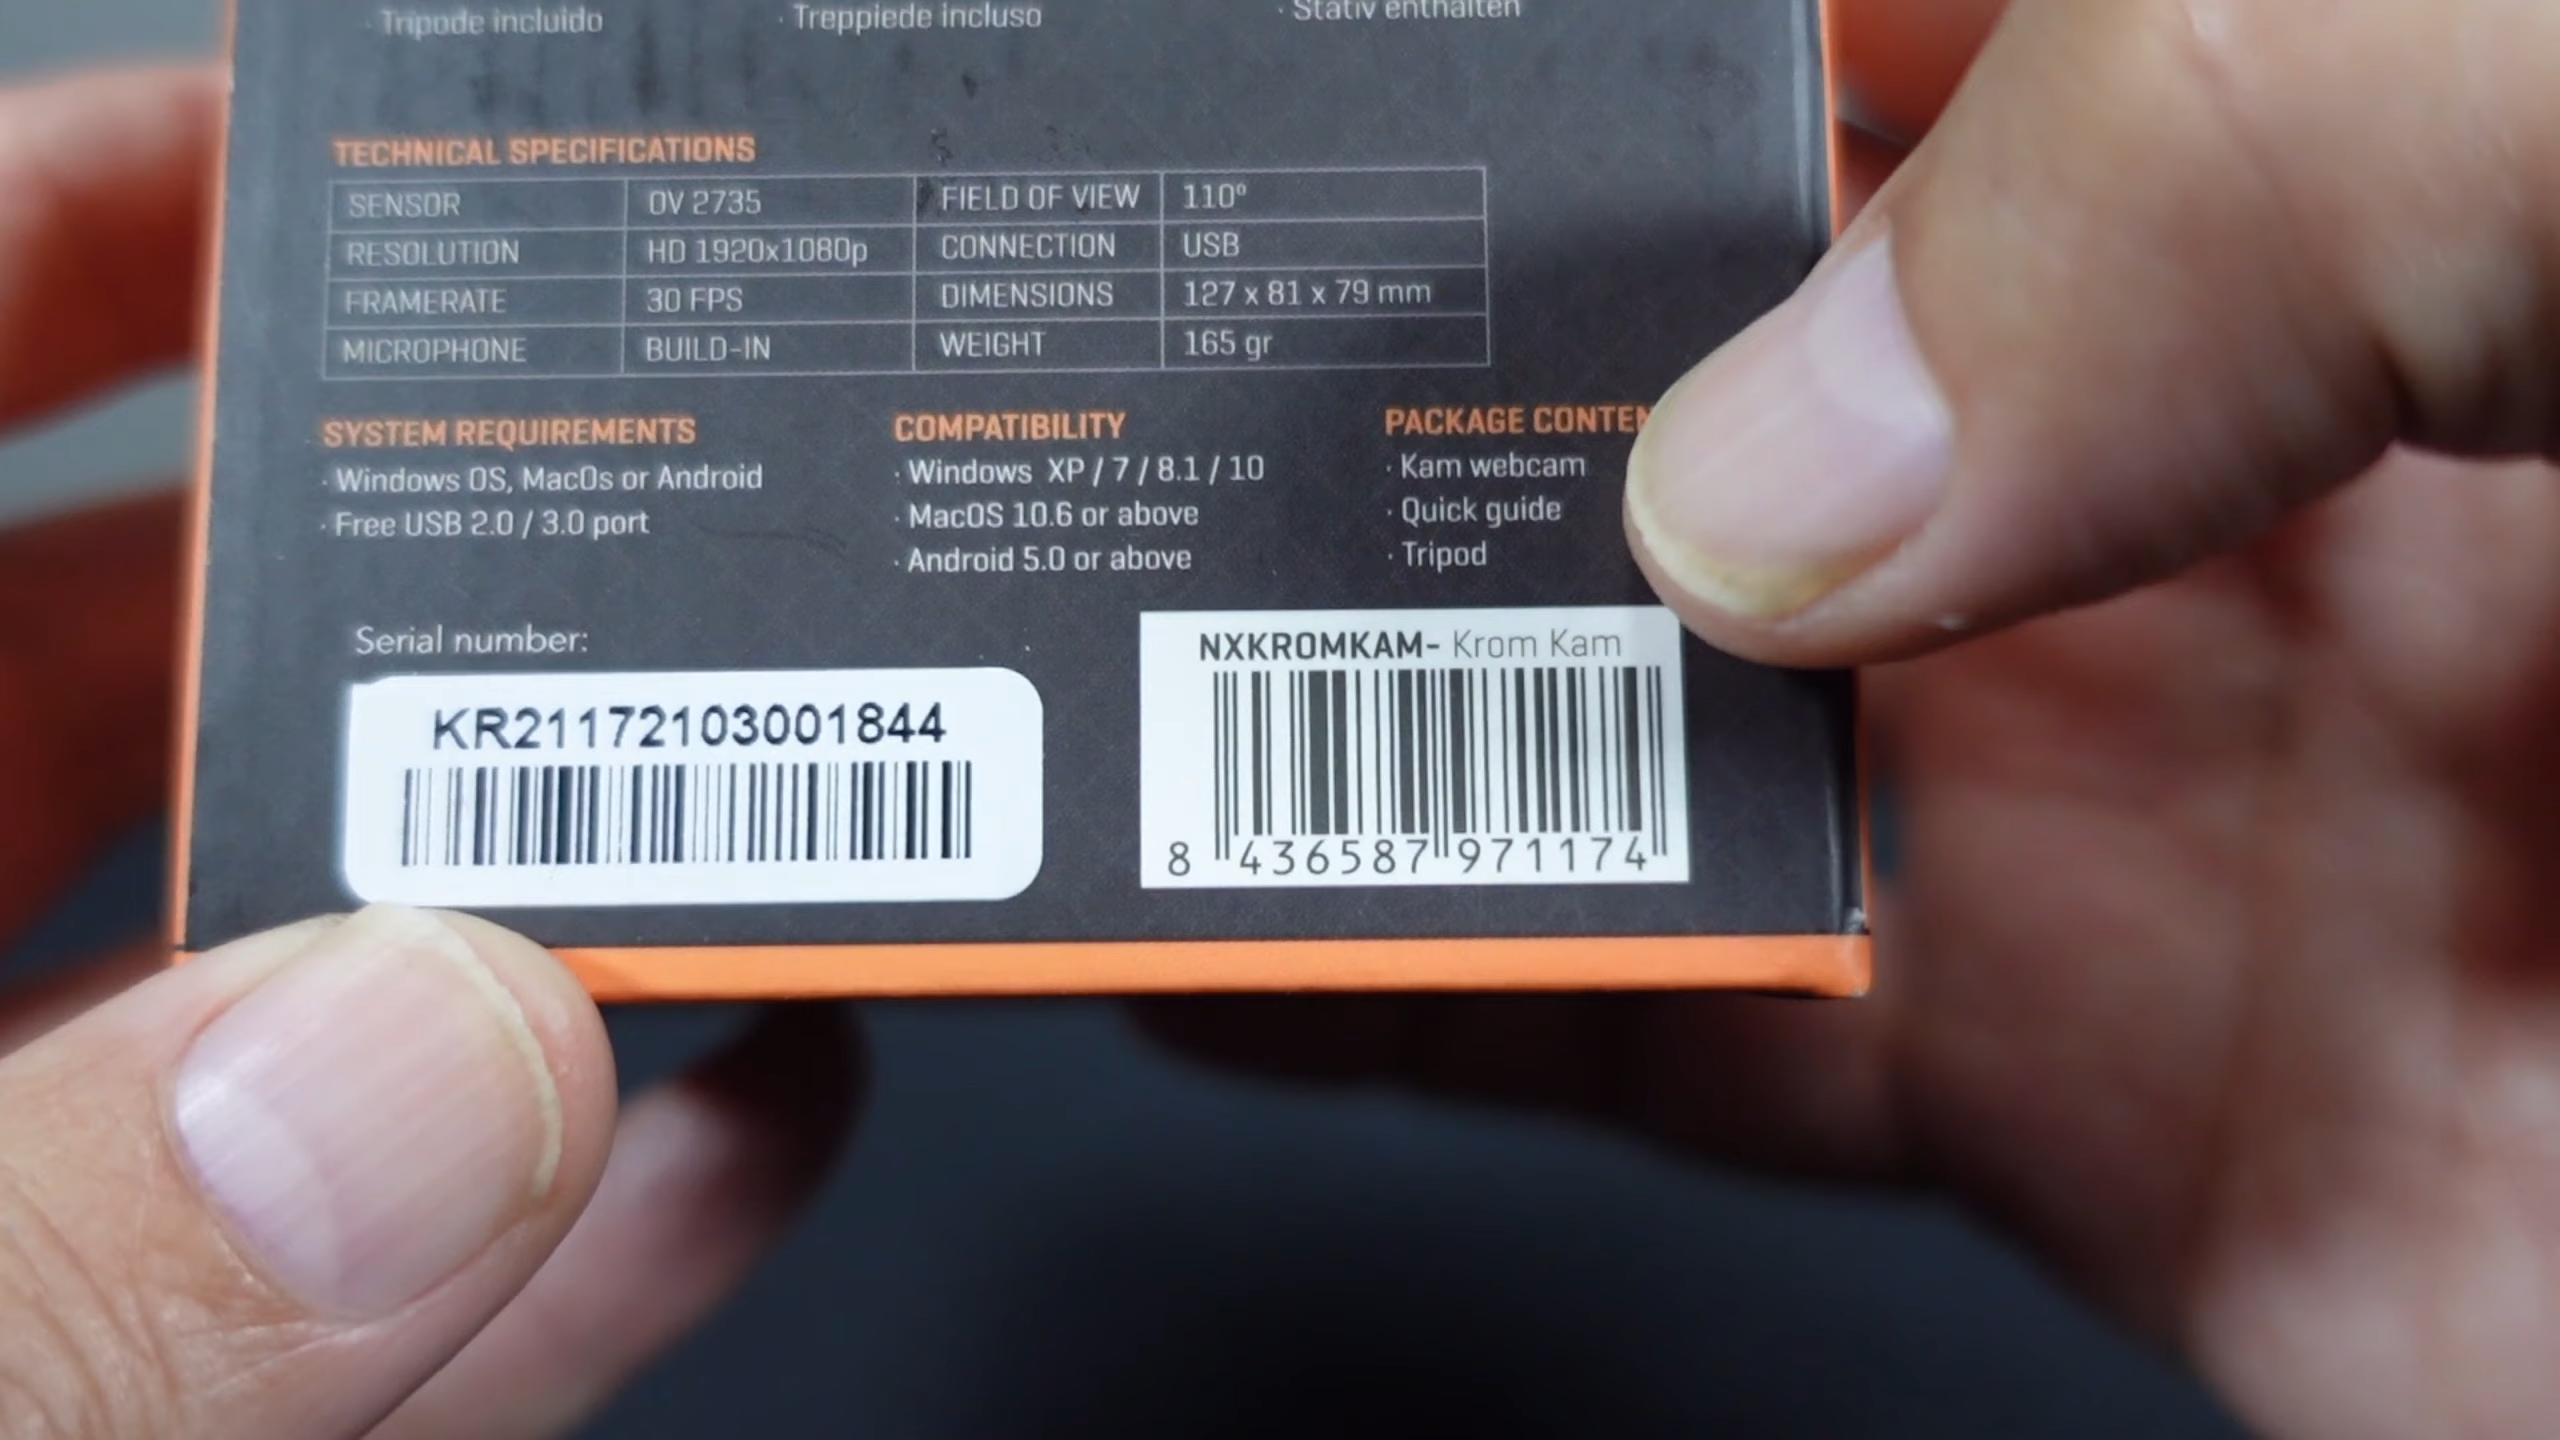 · Tripode incluido
· Treppiede incluso
· Stativ enthalten
TECHNICAL SPECIFICATIONS
SENSOR OV 2735 FIELD OF VIEW 110º
RESOLUTION HD 1920x1080p CONNECTION USB
FRAMERATE 30 FPS DIMENSIONS 127 x 81 x 79 mm
MICROPHONE BUILD-IN WEIGHT 165 gr
SYSTEM REQUIREMENTS
· Windows OS, MacOs or Android
· Free USB 2.0 / 3.0 port
COMPATIBILITY
· Windows XP / 7 / 8.1 / 10
· MacOS 10.6 or above
· Android 5.0 or above
PACKAGE CONTEN
· Kam webcam
· Quick guide
· Tripod
Serial number:
KR21172103001844
NXKROMKAM- Krom Kam
8 436587 971174